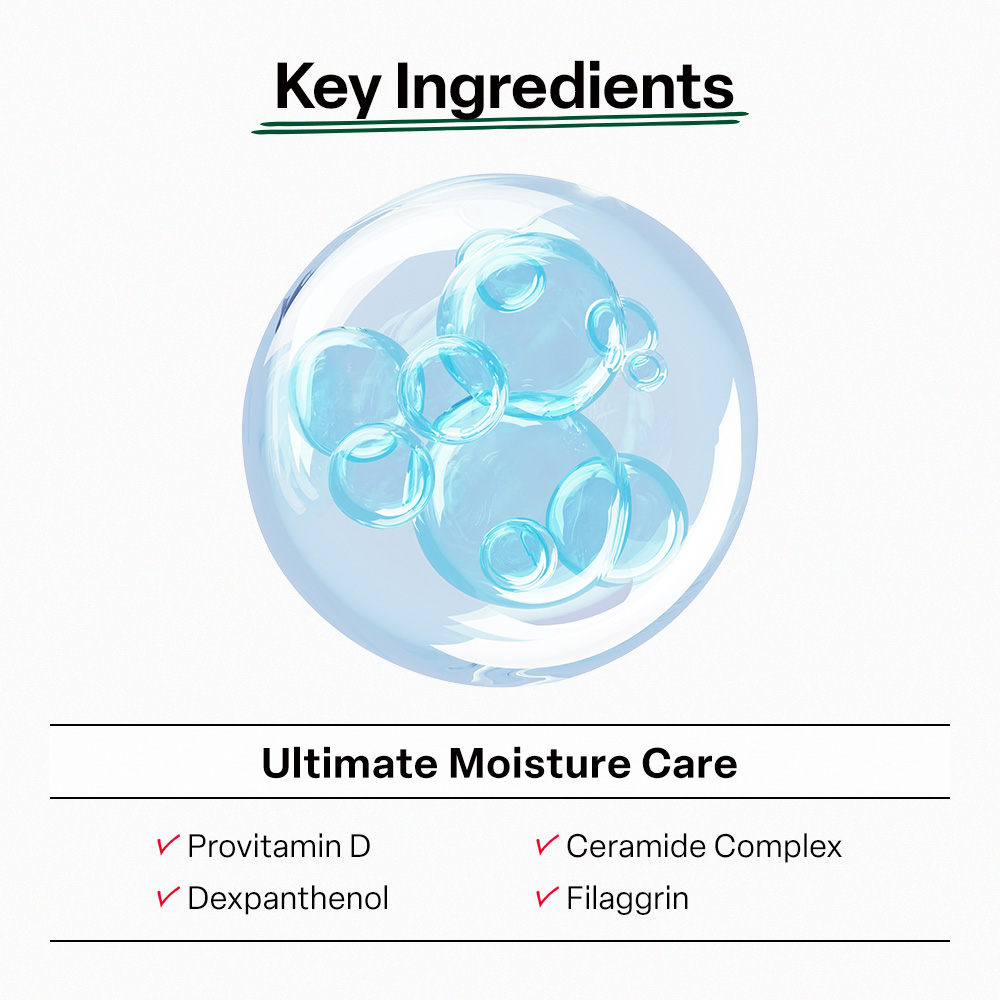 Key Ingredients
Ultimate Moisture Care
✓ Provitamin D
✓ Ceramide Complex
✓ Dexpanthenol
✓ Filaggrin